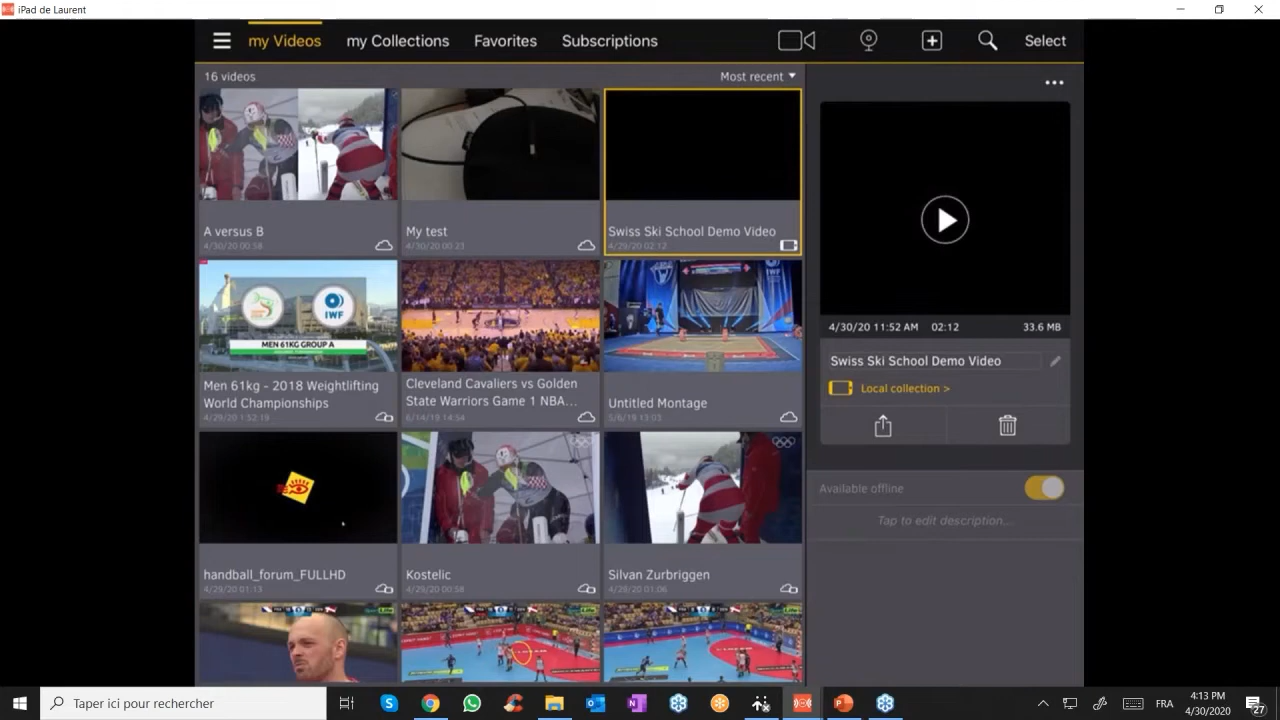 iPad de Laurent
my Videos my Collections Favorites Subscriptions Select
16 videos Most recent
A versus B
4/30/20 00:58
My test
4/30/20 00:23
Swiss Ski School Demo Video
4/29/20 02:12
IWF
MEN 61KG GROUP A
IWF
Men 61kg - 2018 Weightlifting
World Championships
4/29/20 1:52:19
Cleveland Cavaliers vs Golden
State Warriors Game 1 NBA...
6/14/19 14:54
Untitled Montage
5/6/19 13:03
handball_forum_FULLHD
4/29/20 01:13
Kostelic
4/29/20 00:58
Silvan Zurbriggen
4/28/20 01:06
4/30/20 11:52 AM 02:12 33.6 MB
Swiss Ski School Demo Video
Local collection >
Available offline
Tap to edit description...
Taper ici pour rechercher
FRA
4:13 PM
4/30/2020
27